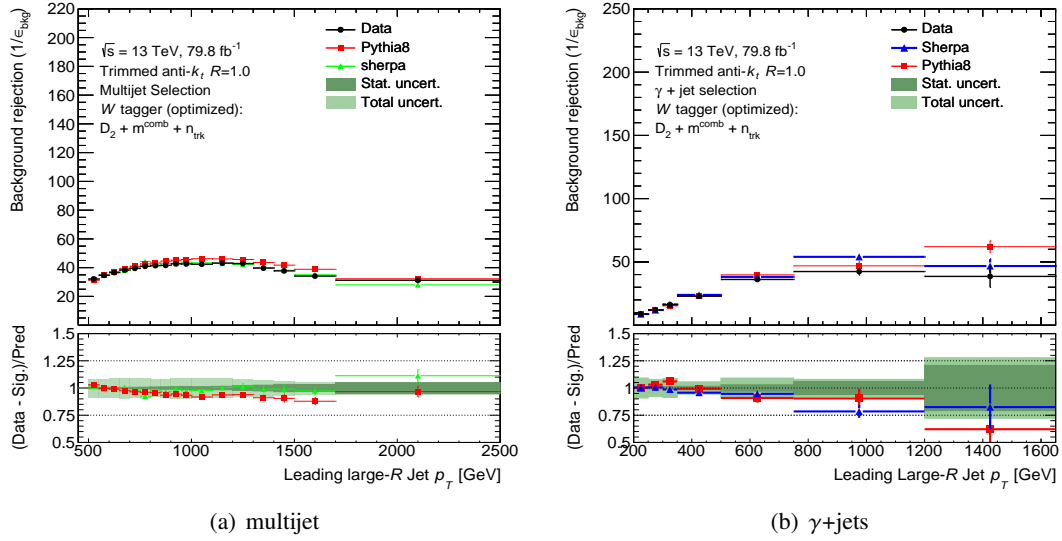 Background rejection (1/ε_bkg)
220
200
180
160
140
120
100
80
60
40
20
√s = 13 TeV, 79.8 fb⁻¹
Trimmed anti-k_t R=1.0
Multijet Selection
W tagger (optimized):
D₂ + m^comb + n_trk
Data
Pythia8
sherpa
Stat. uncert.
Total uncert.
(Data - Sig.)/Pred
1.5
1.25
1
0.75
0.5
500 1000 1500 2000 2500
Leading large-R Jet p_T [GeV]
(a) multijet
Background rejection (1/ε_bkg)
250
200
150
100
50
√s = 13 TeV, 79.8 fb⁻¹
Trimmed anti-k_t R=1.0
γ + jet selection
W tagger (optimized):
D₂ + m^comb + n_trk
Data
Sherpa
Pythia8
Stat. uncert.
Total uncert.
(Data - Sig.)/Pred
1.5
1.25
1
0.75
0.5
200 400 600 800 1000 1200 1400 1600
Leading large-R Jet p_T [GeV]
(b) γ+jets